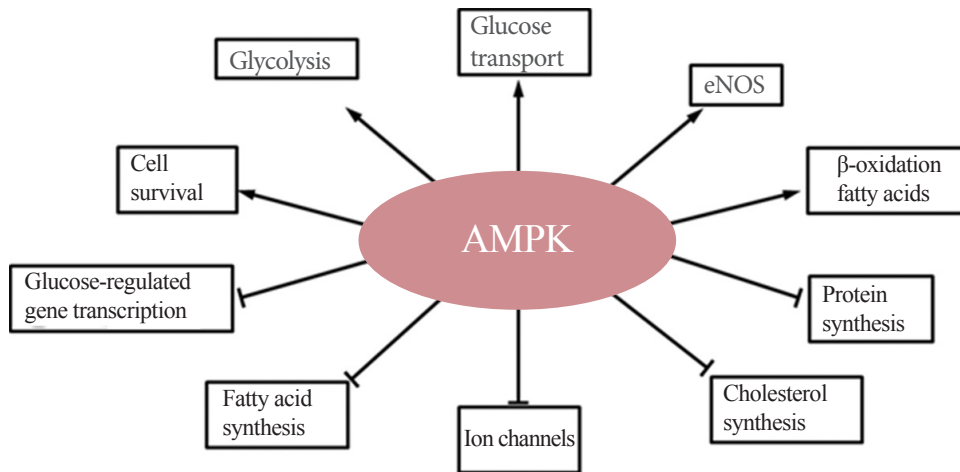 Glucose
transport
Glycolysis
eNOS
Cell
survival
β-oxidation
fatty acids
AMPK
Glucose-regulated
gene transcription
Protein
synthesis
Fatty acid
synthesis
Ion channels
Cholesterol
synthesis